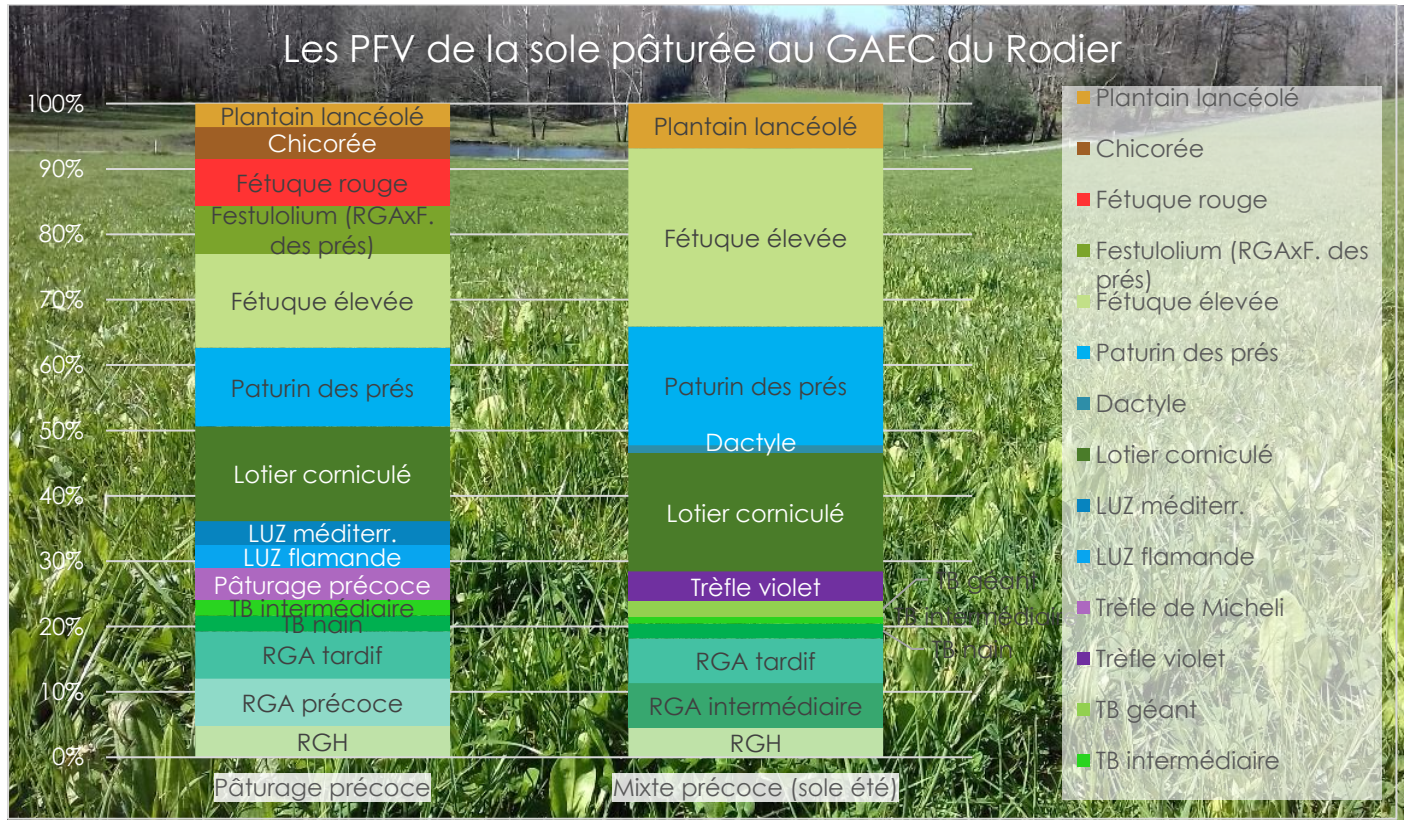 Les PFV de la sole pâturée au GAEC du Rodier
100%
90%
80%
70%
60%
50%
40%
30%
20%
10%
0%
Plantain lancéolé
Chicorée
Fétuque rouge
Festulolium (RGAxF.
des prés)
Fétuque élevée
Paturin des prés
Lotier corniculé
LUZ méditerr.
LUZ flamande
Pâturage précoce
TB intermédiaire
TB nain
RGA tardif
RGA précoce
RGH
Pâturage précoce
Plantain lancéolé
Fétuque élevée
Paturin des prés
Dactyle
Lotier corniculé
Trèfle violet
TB géant
TB intermédiaire
TB nain
RGA tardif
RGA intermédiaire
RGH
Mixte précoce (sole été)
Plantain lancéolé
Chicorée
Fétuque rouge
Festulolium (RGAxF. des
prés)
Fétuque élevée
Paturin des prés
Dactyle
Lotier corniculé
LUZ méditerr.
LUZ flamande
Trèfle de Micheli
Trèfle violet
TB géant
TB intermédiaire